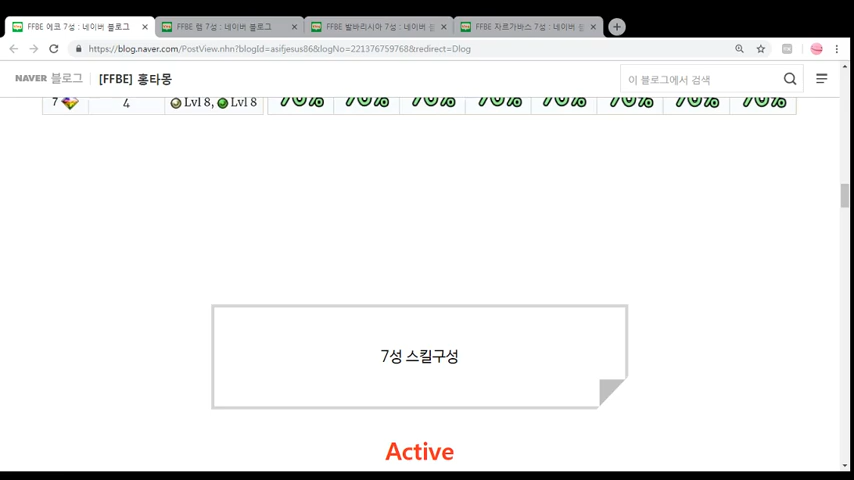 FFBE 에코 7성 : 네이버 블로그
FFBE 렘 7성 : 네이버 블로그
FFBE 발바리시아 7성 : 네이버
FFBE 자르가바스 7성 : 네이버
https://blog.naver.com/PostView.nhn?blogId=asifjesus86&logNo=221376759768&redirect=Dlog
NAVER 블로그 [FFBE] 홍타몽
이 블로그에서 검색
7 4 Lvl 8, Lvl 8 70% 70% 70% 70% 70% 70% 70% 70%
7성 스킬구성
Active